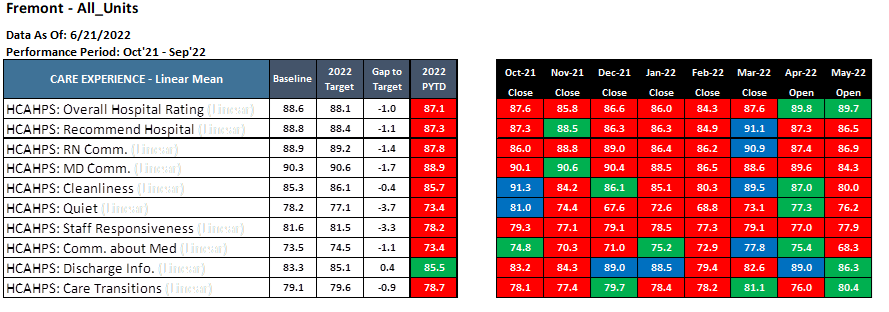 Fremont - All_Units
Data As Of: 6/21/2022
Performance Period: Oct'21 - Sep'22
CARE EXPERIENCE - Linear Mean Baseline 2022 Target Gap to Target 2022 PYTD Oct-21 Close Nov-21 Close Dec-21 Close Jan-22 Close Feb-22 Close Mar-22 Close Apr-22 Open May-22 Open
HCAHPS: Overall Hospital Rating (Linear) 88.6 88.1 -1.0 87.1 87.6 85.8 86.6 86.0 84.3 87.6 89.8 89.7
HCAHPS: Recommend Hospital (Linear) 88.8 88.4 -1.1 87.3 87.3 88.5 86.3 86.3 84.9 91.1 87.3 86.5
HCAHPS: RN Comm. (Linear) 88.9 89.2 -1.4 87.8 86.0 88.8 89.0 86.4 86.2 90.9 87.4 86.9
HCAHPS: MD Comm. (Linear) 90.3 90.6 -1.7 88.9 90.1 90.6 90.4 88.5 86.5 88.6 89.6 84.3
HCAHPS: Cleanliness (Linear) 85.3 86.1 -0.4 85.7 91.3 84.2 86.1 85.1 80.3 89.5 87.0 80.0
HCAHPS: Quiet (Linear) 78.2 77.1 -3.7 73.4 81.0 74.4 67.6 72.6 68.8 73.1 77.3 76.2
HCAHPS: Staff Responsiveness (Linear) 81.6 81.5 -3.3 78.2 79.3 77.1 79.1 78.5 77.3 79.1 77.0 77.9
HCAHPS: Comm. about Med (Linear) 73.5 74.5 -1.1 73.4 74.8 70.3 71.0 75.2 72.9 77.8 75.4 68.3
HCAHPS: Discharge Info. (Linear) 83.3 85.1 0.4 85.5 83.2 84.3 89.0 88.5 79.4 82.6 89.0 86.3
HCAHPS: Care Transitions (Linear) 79.1 79.6 -0.9 78.7 78.1 77.4 79.7 78.4 78.2 81.1 76.0 80.4